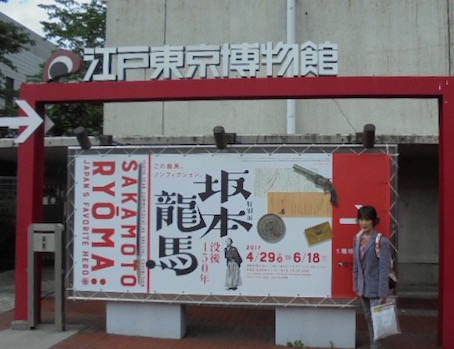 江戸東京博物館
SAKAMOTO
RYŌMA:
JAPAN'S FAVORITE HERO
この龍馬、
ノンフィクション。
特別展
坂本
龍馬
没後
150年
2017
4/29 6/18